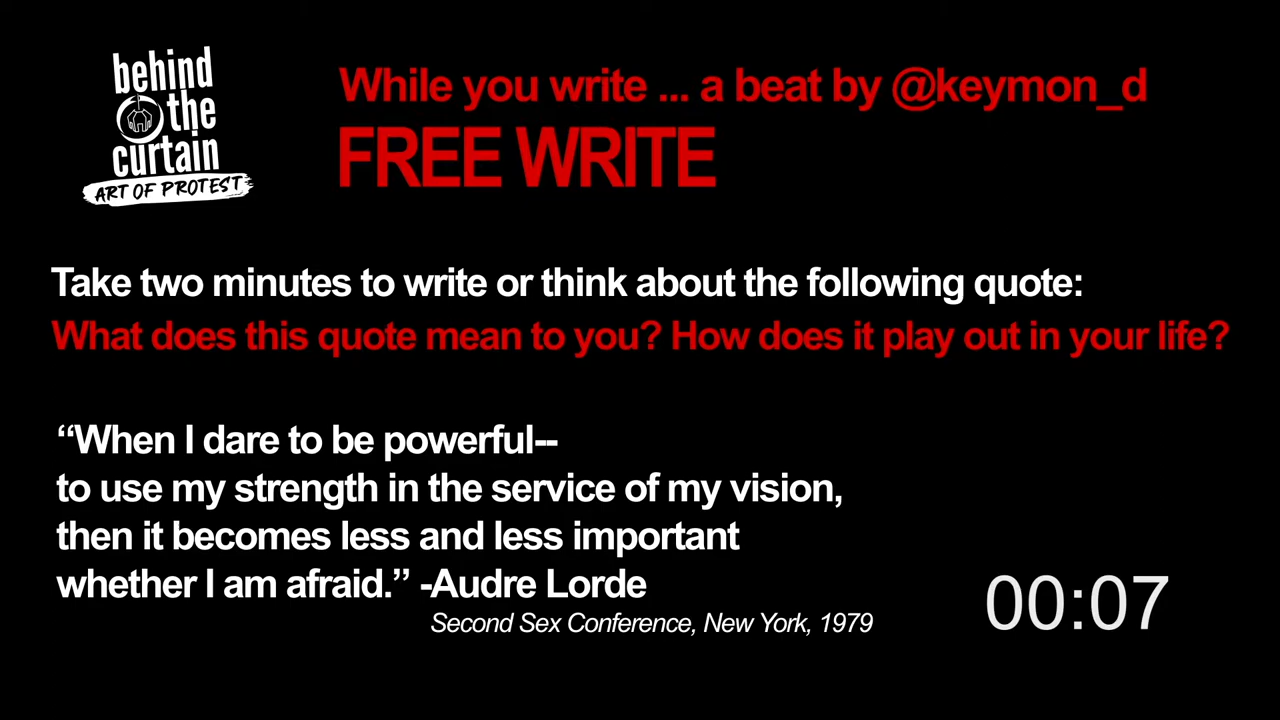 behind
the
curtain
ART OF PROTEST
While you write ... a beat by @keymon_d
FREE WRITE
Take two minutes to write or think about the following quote:
What does this quote mean to you? How does it play out in your life?
“When I dare to be powerful--
to use my strength in the service of my vision,
then it becomes less and less important
whether I am afraid.” -Audre Lorde
Second Sex Conference, New York, 1979
00:07